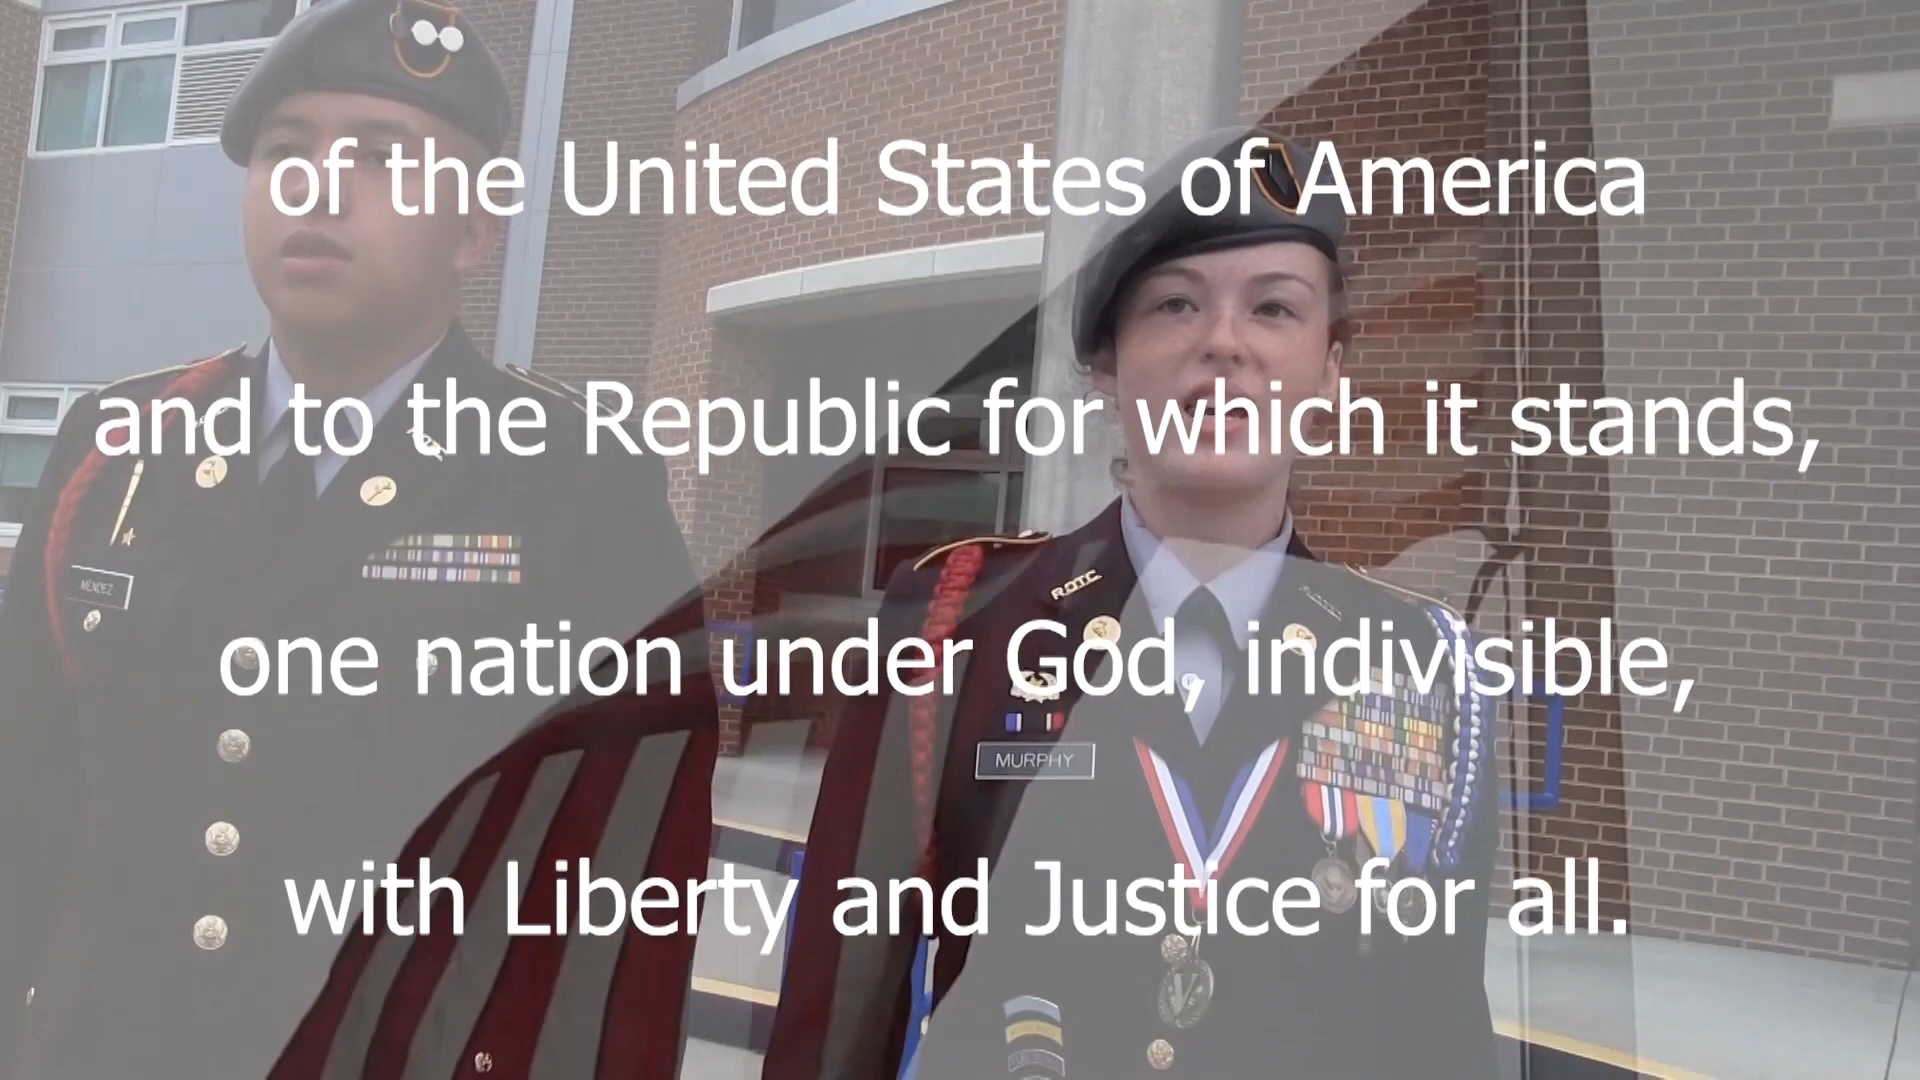 of the United States of America
and to the Republic for which it stands,
one nation under God, indivisible,
with Liberty and Justice for all.
MENDEZ
R.O.T.C.
MURPHY